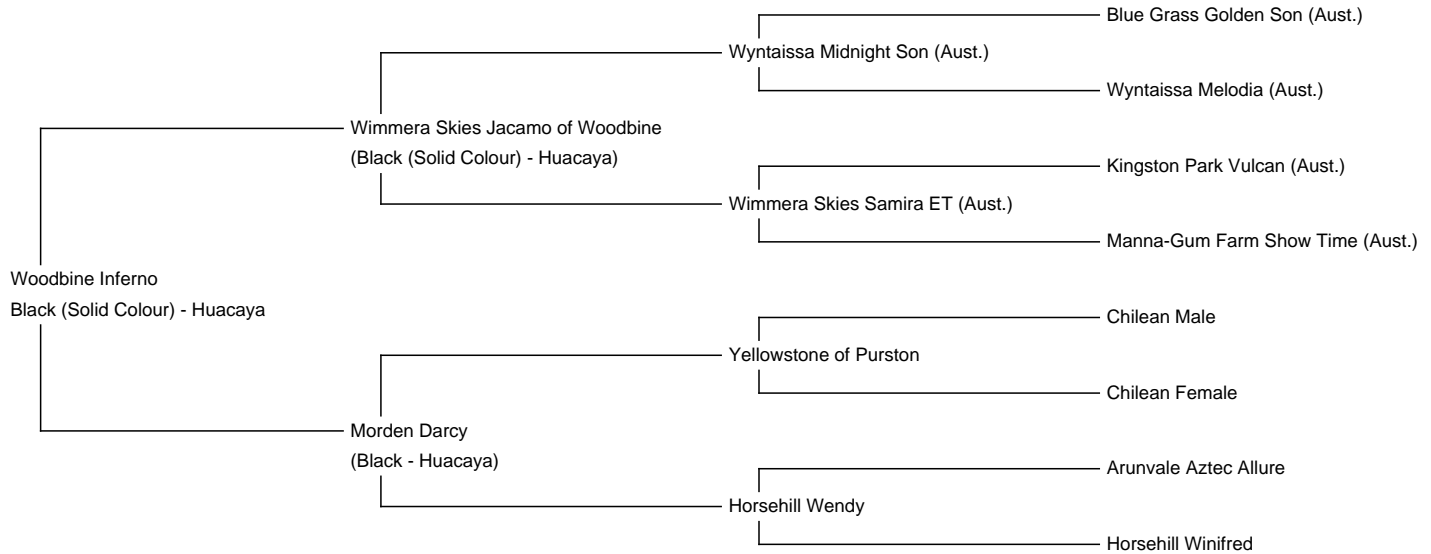 Blue Grass Golden Son (Aust.)
Wyntaissa Midnight Son (Aust.)
Wyntaissa Melodia (Aust.)
Wimmera Skies Jacamo of Woodbine
(Black (Solid Colour) - Huacaya)
Kingston Park Vulcan (Aust.)
Wimmera Skies Samira ET (Aust.)
Manna-Gum Farm Show Time (Aust.)
Woodbine Inferno
Black (Solid Colour) - Huacaya
Chilean Male
Yellowstone of Purston
Chilean Female
Morden Darcy
(Black - Huacaya)
Arunvale Aztec Allure
Horsehill Wendy
Horsehill Winifred